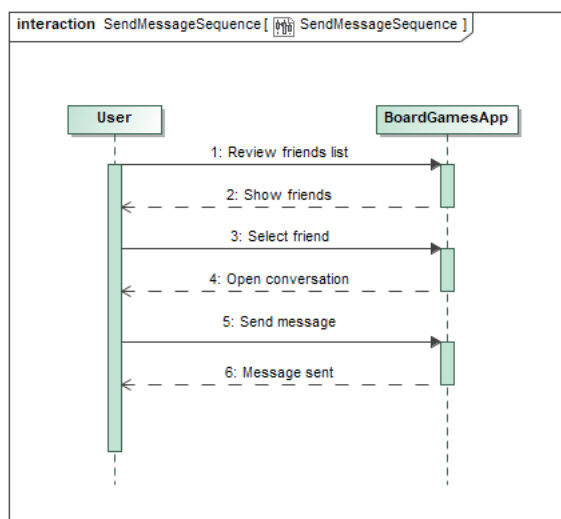 interaction SendMessageSequence [ SendMessageSequence ]
User
BoardGamesApp
1: Review friends list
2: Show friends
3: Select friend
4: Open conversation
5: Send message
6: Message sent